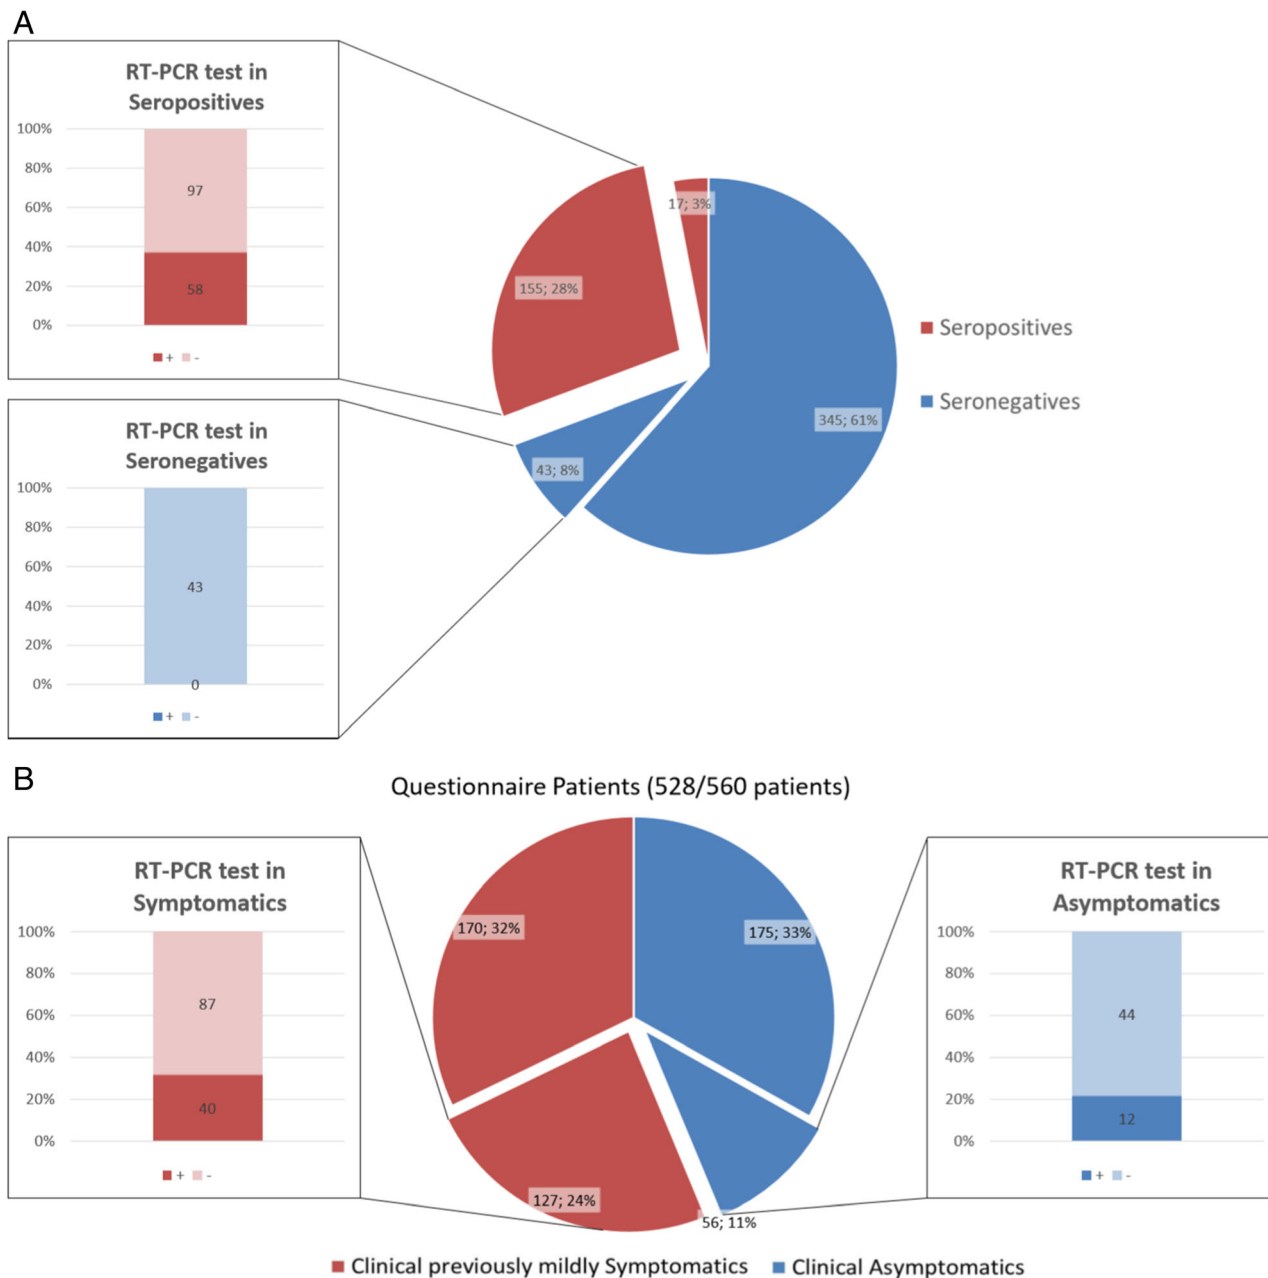 A
RT-PCR test in
Seropositives
100%
80%
60%
40%
20%
0%
97
58
+ -
RT-PCR test in
Seronegatives
100%
80%
60%
40%
20%
0%
43
0
+ -
17; 3%
155; 28%
345; 61%
43; 8%
Seropositives
Seronegatives
B
Questionnaire Patients (528/560 patients)
RT-PCR test in
Symptomatics
100%
80%
60%
40%
20%
0%
87
40
+ -
170; 32%
175; 33%
127; 24%
56; 11%
RT-PCR test in
Asymptomatics
100%
80%
60%
40%
20%
0%
44
12
+ -
Clinical previously mildly Symptomatics
Clinical Asymptomatics